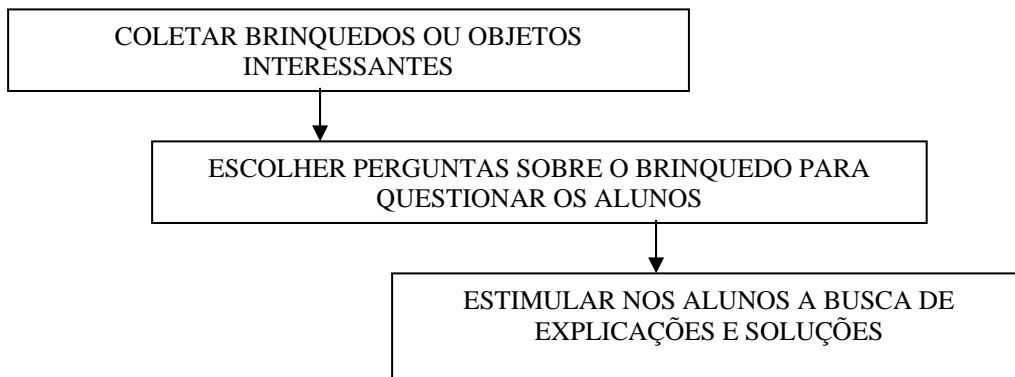 COLETAR BRINQUEDOS OU OBJETOS
INTERESSANTES
ESCOLHER PERGUNTAS SOBRE O BRINQUEDO PARA
QUESTIONAR OS ALUNOS
ESTIMULAR NOS ALUNOS A BUSCA DE
EXPLICAÇÕES E SOLUÇÕES